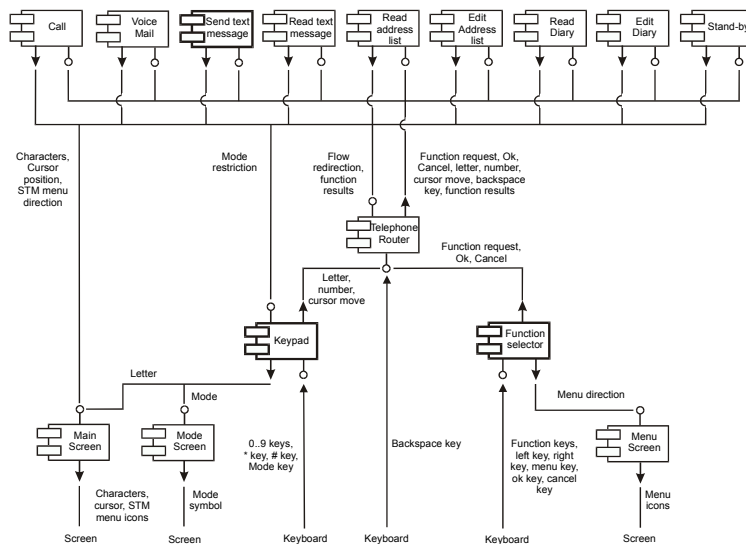 Call
Voice
Mail
Send text
message
Read text
message
Read
address
list
Edit
Address
list
Read
Diary
Edit
Diary
Stand-by
Characters,
Cursor
position,
STM menu
direction
Mode
restriction
Flow
redirection,
function
results
Function request, Ok,
Cancel, letter, number,
cursor move, backspace
key, function results
Telephone
Router
Function request,
Ok, Cancel
Letter,
number,
cursor move
Keypad
Function
selector
Letter
Mode
Menu direction
Main
Screen
Mode
Screen
0..9 keys,
* key, # key,
Mode key
Backspace key
Function keys,
left key, right
key, menu key,
ok key, cancel
key
Menu
Screen
Characters,
cursor, STM
menu icons
Mode
symbol
Menu
icons
Screen
Screen
Keyboard
Keyboard
Keyboard
Screen